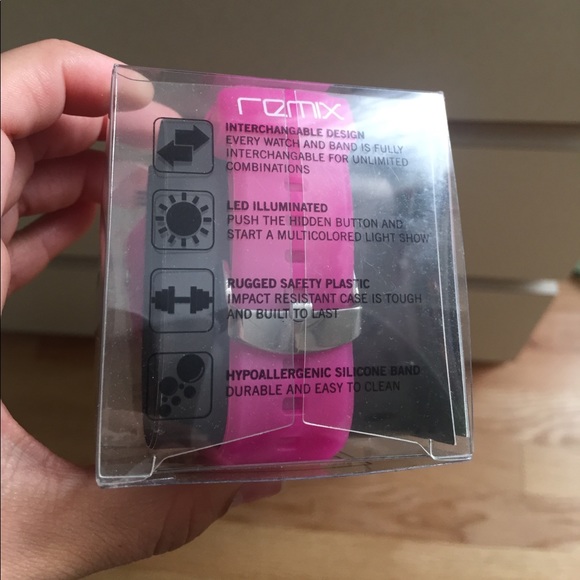 remix
INTERCHANGABLE DESIGN
EVERY WATCH AND BAND IS FULLY
INTERCHANGABLE FOR UNLIMITED
COMBINATIONS
LED ILLUMINATED
PUSH THE HIDDEN BUTTON AND
START A MULTICOLORED LIGHT SHOW
RUGGED SAFETY PLASTIC
IMPACT RESISTANT CASE IS TOUGH
AND BUILT TO LAST
HYPOALLERGENIC SILICONE BAND
DURABLE AND EASY TO CLEAN